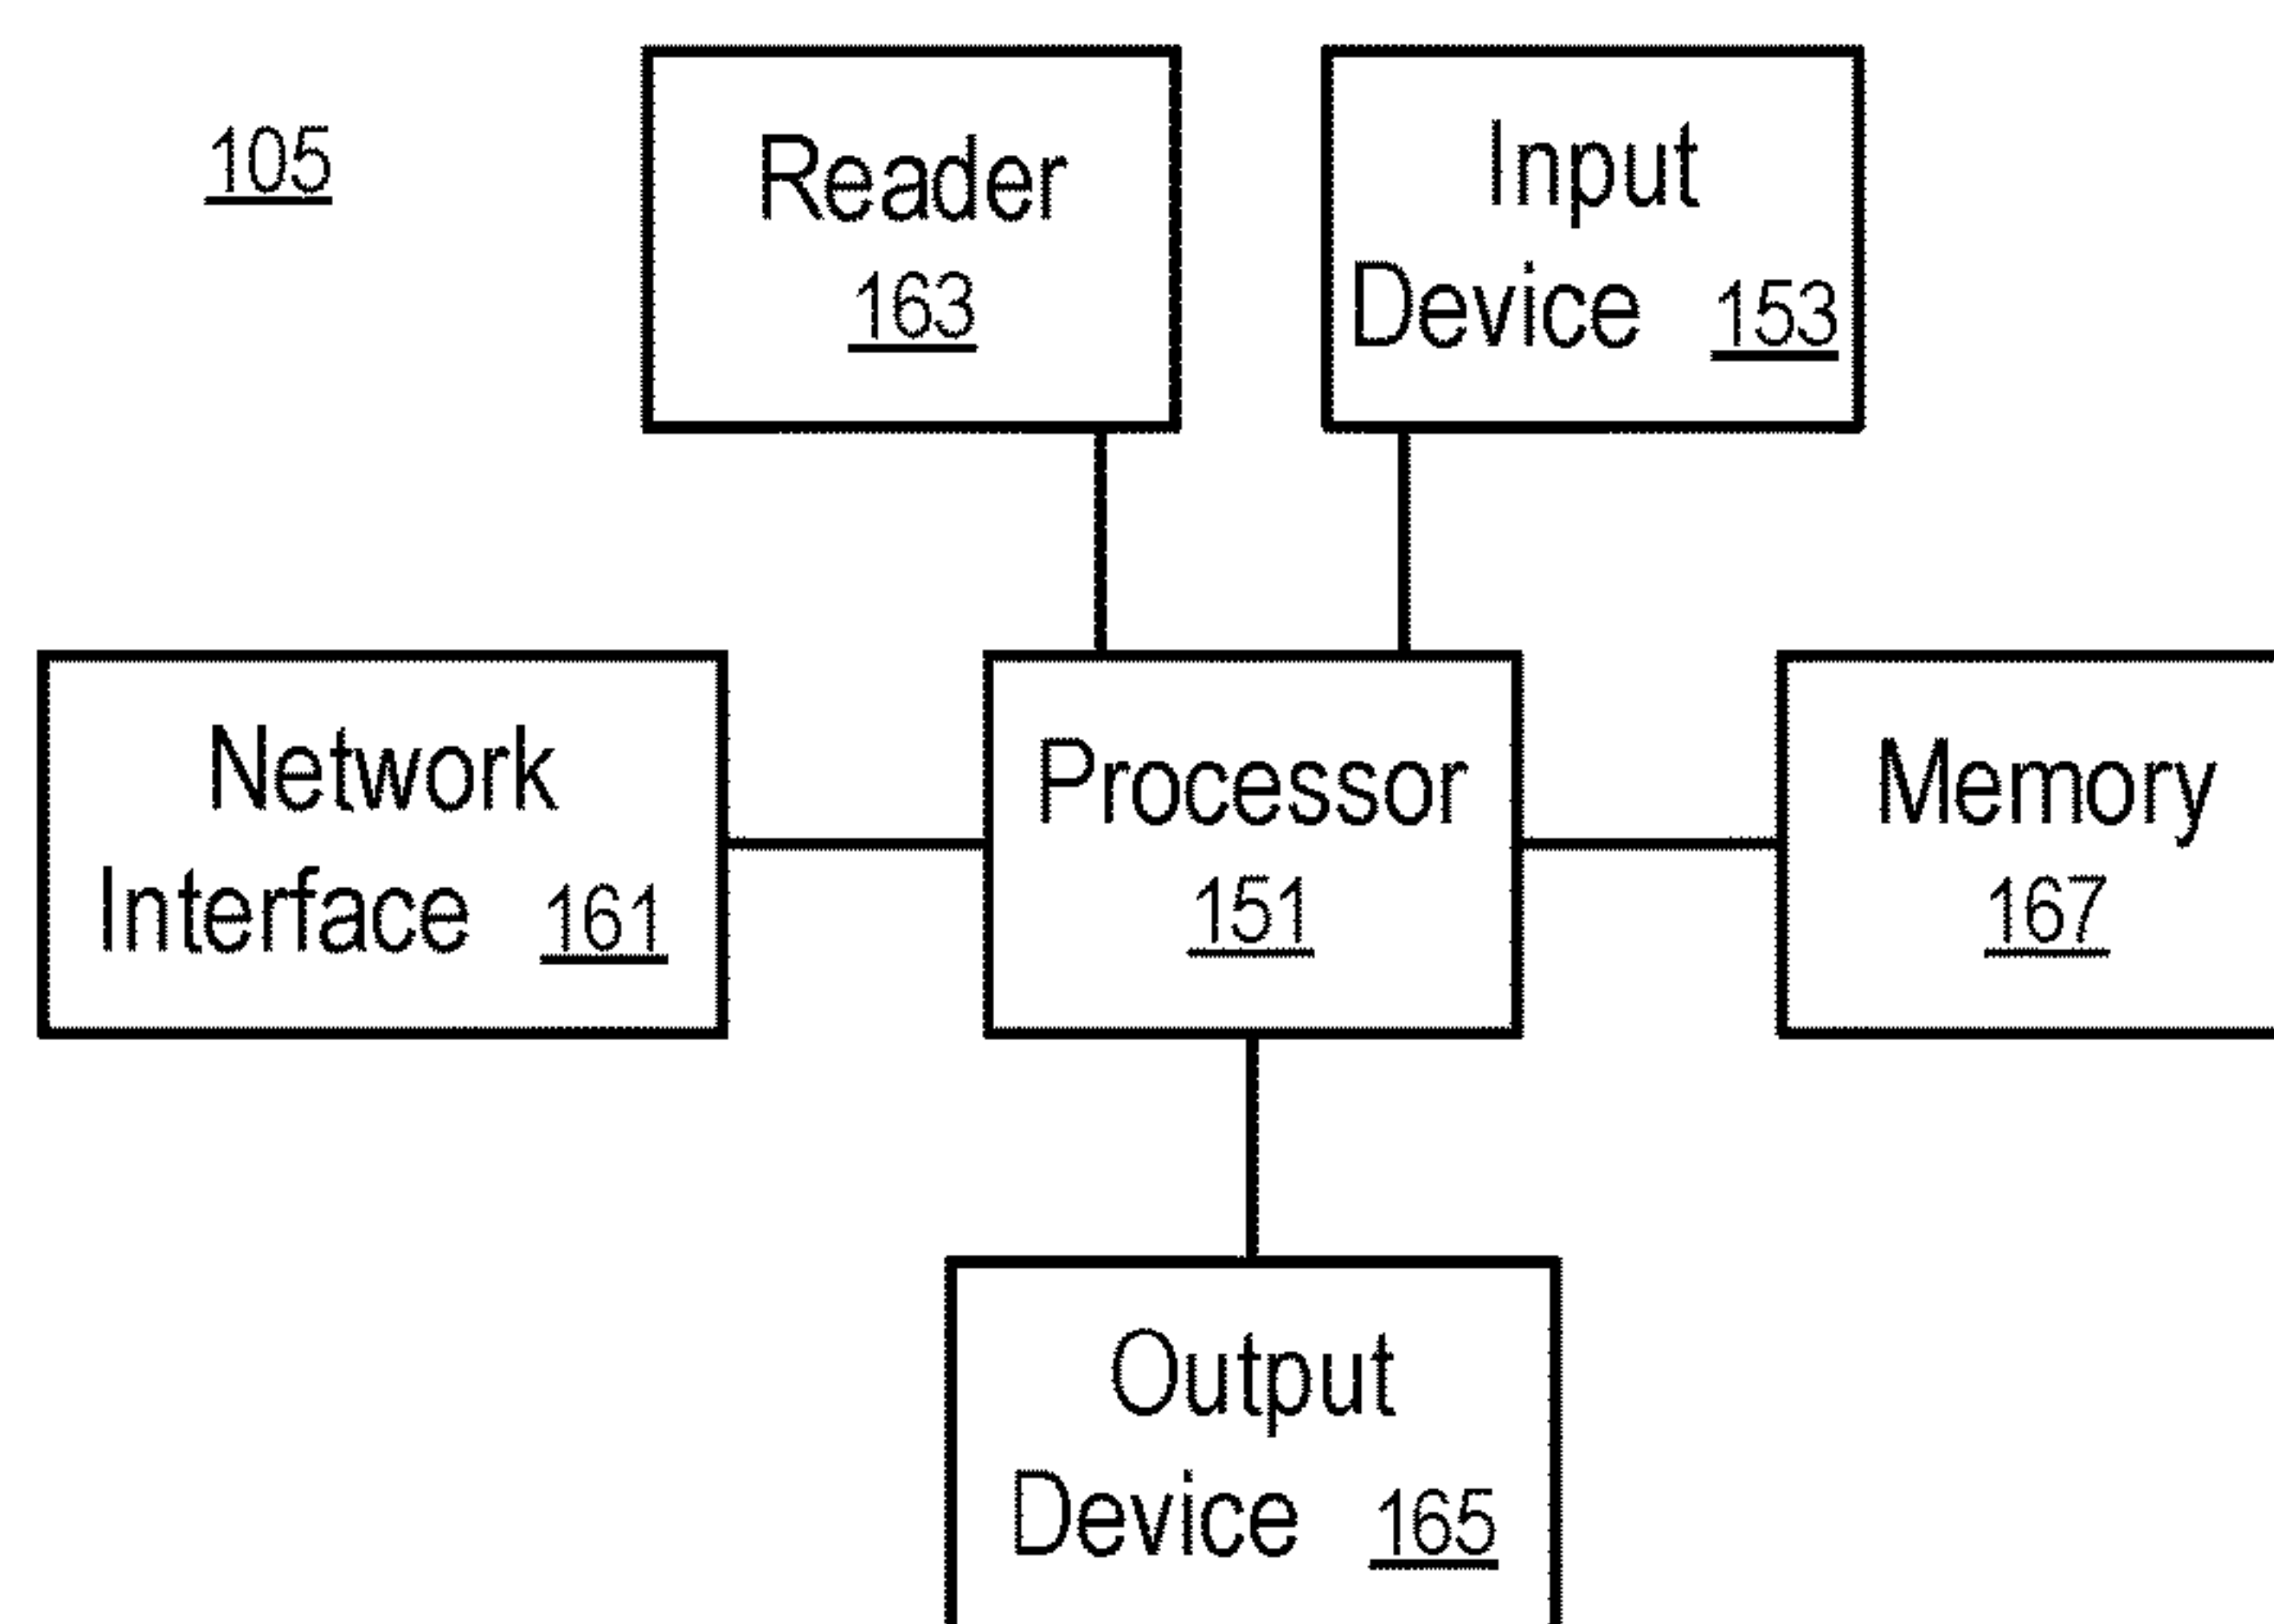 105
Reader
163
Input
Device 153
Network
Interface 161
Processor
151
Memory
167
Output
Device 165